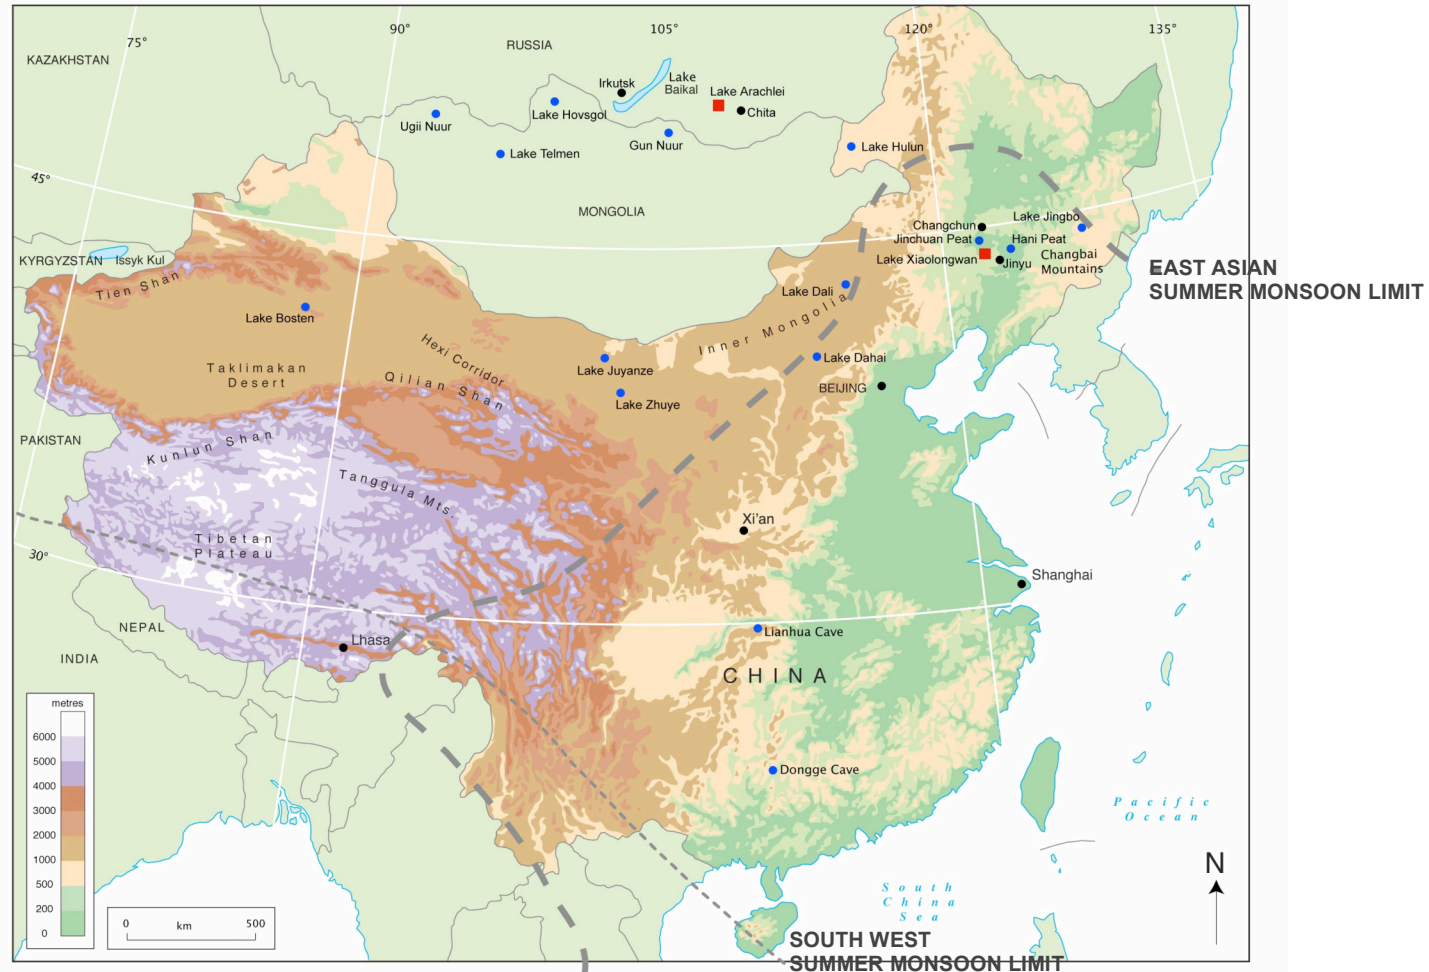 75°
90°
105°
120°
135°
RUSSIA
KAZAKHSTAN
Irkutsk
Lake
Baikal
Lake Arachlei
Chita
Ugii Nuur
Lake Hovsgol
Lake Telmen
Gun Nuur
Lake Hulun
45°
MONGOLIA
Changchun
Lake Jingbo
Jinchuan Peat
Hani Peat
Lake Xiaolongwan
Jinyu
Changbai
Mountains
KYRGYZSTAN
Issyk Kul
Tien Shan
EAST ASIAN
SUMMER MONSOON LIMIT
Lake Dali
Lake Bosten
Inner Mongolia
Hexi Corridor
Taklimakan
Desert
Qilian Shan
Lake Juyanze
Lake Dahai
BEIJING
Lake Zhuye
PAKISTAN
Kunlun Shan
Tanggula Mts.
Xi'an
Tibetan
Plateau
30°
Shanghai
NEPAL
Lhasa
Lianhua Cave
INDIA
CHINA
metres
6000
5000
4000
3000
2000
1000
500
200
0
Dongge Cave
Pacific
Ocean
N
South
China
Sea
0 km 500
SOUTH WEST
SUMMER MONSOON LIMIT